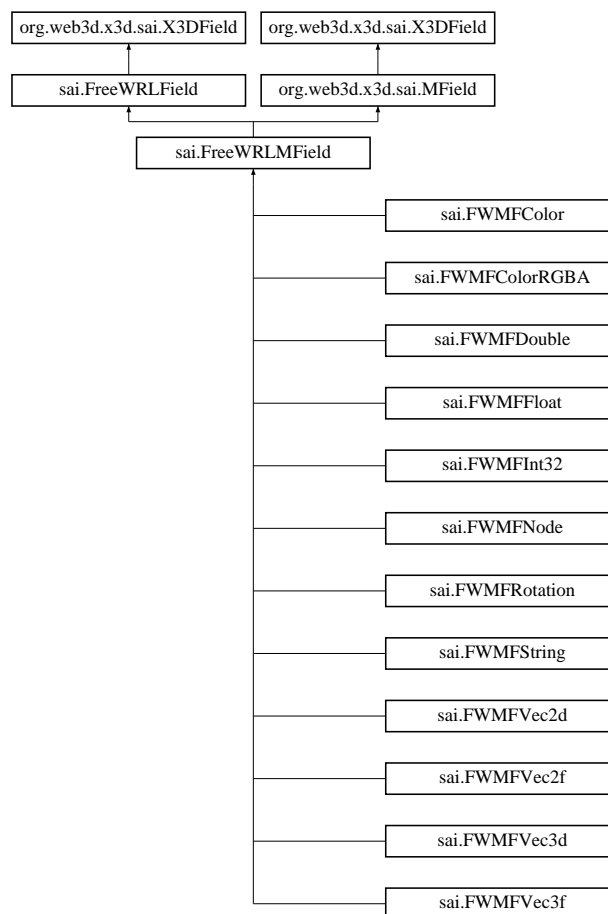 org.web3d.x3d.sai.X3DField
org.web3d.x3d.sai.X3DField
sai.FreeWRLField
org.web3d.x3d.sai.MField
sai.FreeWRLMField
sai.FWMFColor
sai.FWMFColorRGBA
sai.FWMFDouble
sai.FWMFFloat
sai.FWMFInt32
sai.FWMFNode
sai.FWMFRotation
sai.FWMFString
sai.FWMFVec2d
sai.FWMFVec2f
sai.FWMFVec3d
sai.FWMFVec3f